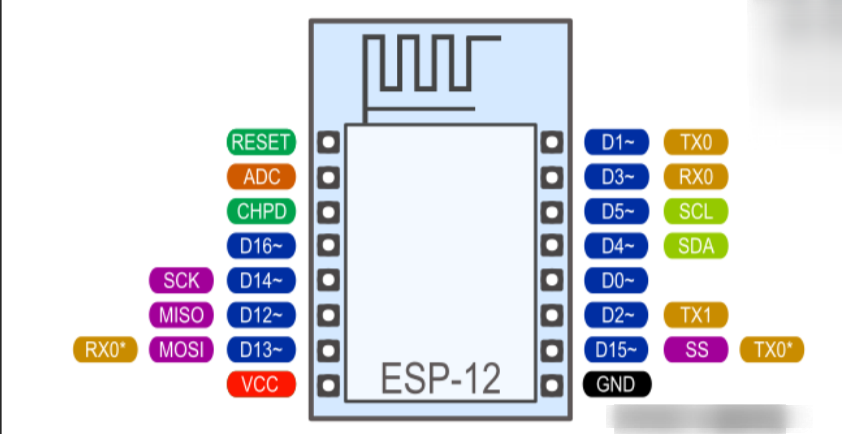 RESET D1~ TX0
ADC D3~ RX0
CHPD D5~ SCL
D16~ D4~ SDA
SCK D14~ D0~
MISO D12~ D2~ TX1
RX0* MOSI D13~ D15~ SS TX0*
VCC ESP-12 GND